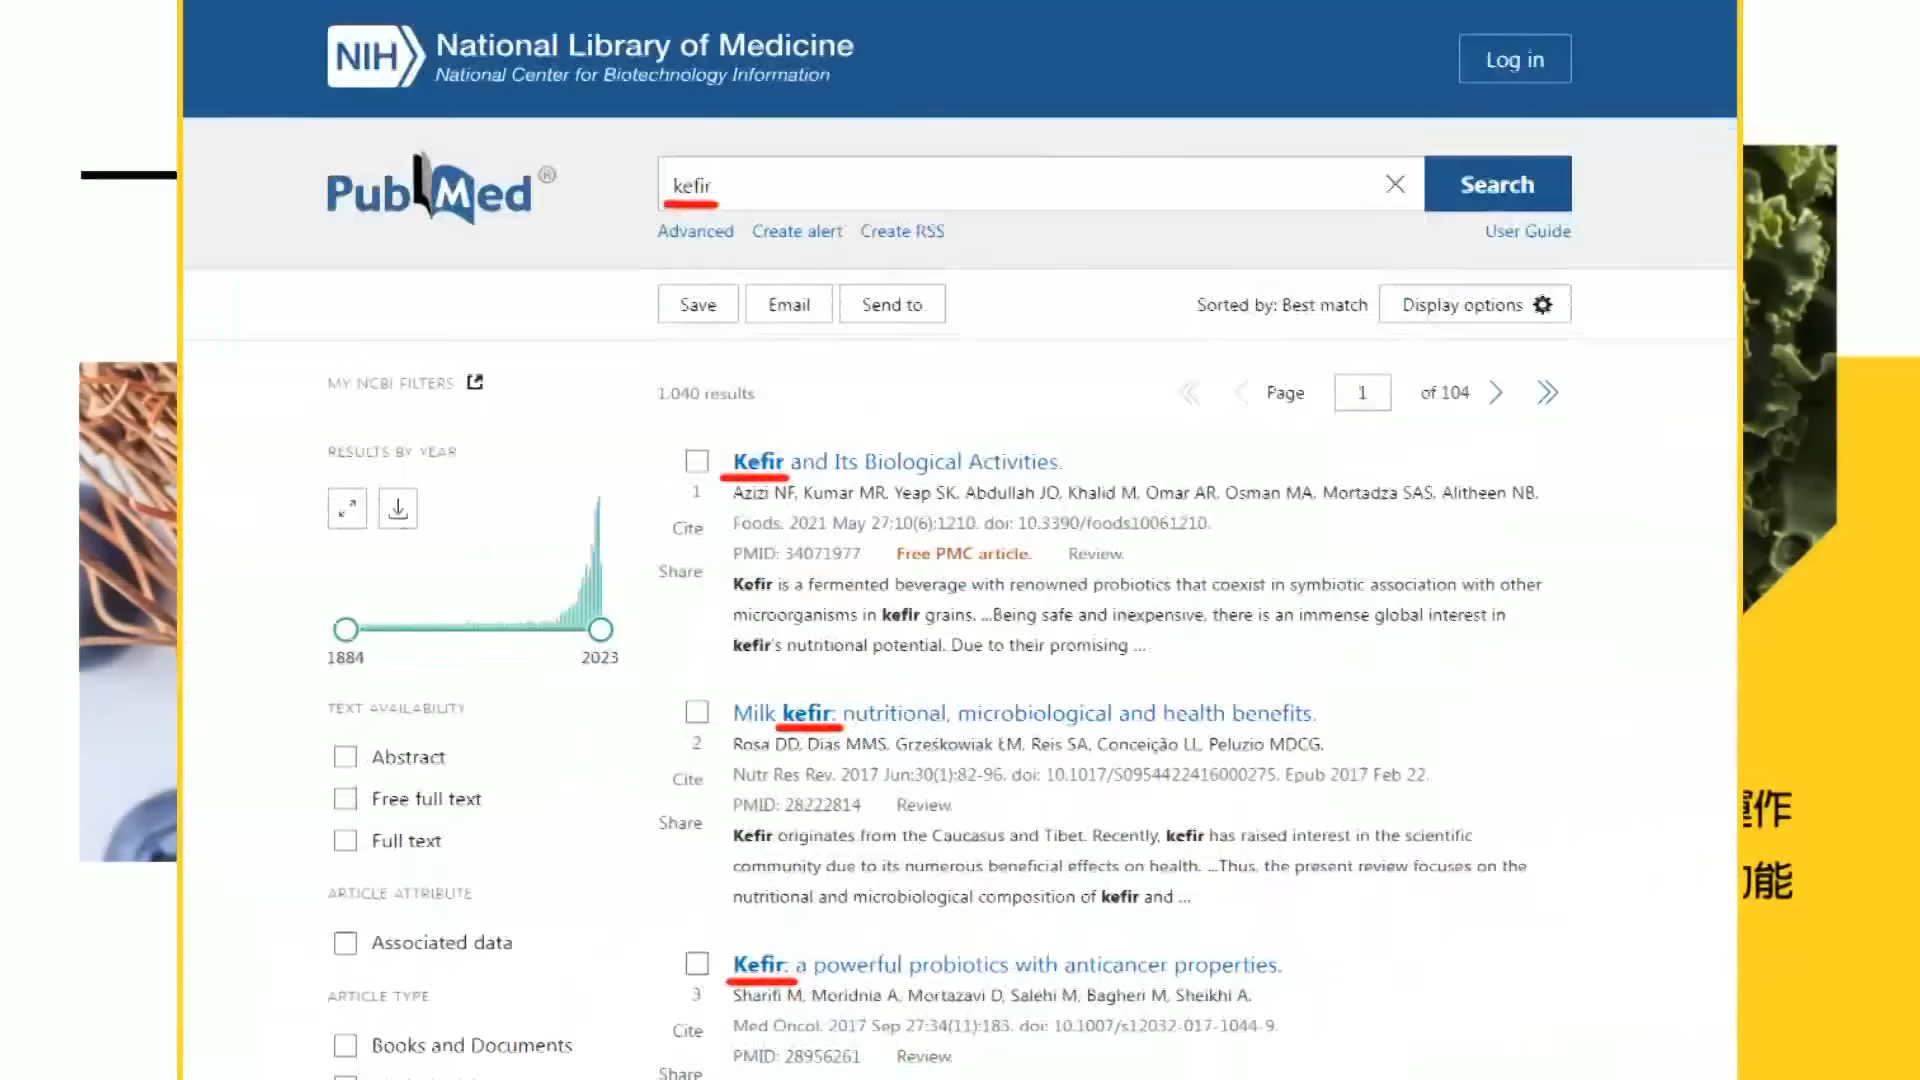 NIH National Library of Medicine
National Center for Biotechnology Information
Log in
PubMed®
kefir
Search
Advanced Create alert Create RSS
User Guide
Save Email Send to
Sorted by: Best match Display options
MY NCBI FILTERS
1,040 results
Page 1 of 104
RESULTS BY YEAR
1884 2023
TEXT AVAILABILITY
Abstract
Free full text
Full text
ARTICLE ATTRIBUTE
Associated data
ARTICLE TYPE
Books and Documents
Kefir and Its Biological Activities.
1
Azizi NF, Kumar MR, Yeap SK, Abdullah JO, Khalid M, Omar AR, Osman MA, Mortadza SAS, Alitheen NB.
Cite
Foods. 2021 May 27;10(6):1210. doi: 10.3390/foods10061210.
PMID: 34071977 Free PMC article. Review.
Share
Kefir is a fermented beverage with renowned probiotics that coexist in symbiotic association with other
microorganisms in kefir grains. ...Being safe and inexpensive, there is an immense global interest in
kefir's nutritional potential. Due to their promising ...
Milk kefir: nutritional, microbiological and health benefits.
2
Rosa DD, Dias MMS, Grześkowiak ŁM, Reis SA, Conceição LL, Peluzio MDCG.
Cite
Nutr Res Rev. 2017 Jun;30(1):82-96. doi: 10.1017/S0954422416000275. Epub 2017 Feb 22.
PMID: 28222814 Review.
Share
Kefir originates from the Caucasus and Tibet. Recently, kefir has raised interest in the scientific
community due to its numerous beneficial effects on health. ...Thus, the present review focuses on the
nutritional and microbiological composition of kefir and ...
Kefir: a powerful probiotics with anticancer properties.
3
Sharifi M, Moridnia A, Mortazavi D, Salehi M, Bagheri M, Sheikhi A.
Cite
Med Oncol. 2017 Sep 27;34(11):183. doi: 10.1007/s12032-017-1044-9.
PMID: 28956261 Review.
Share
作
能